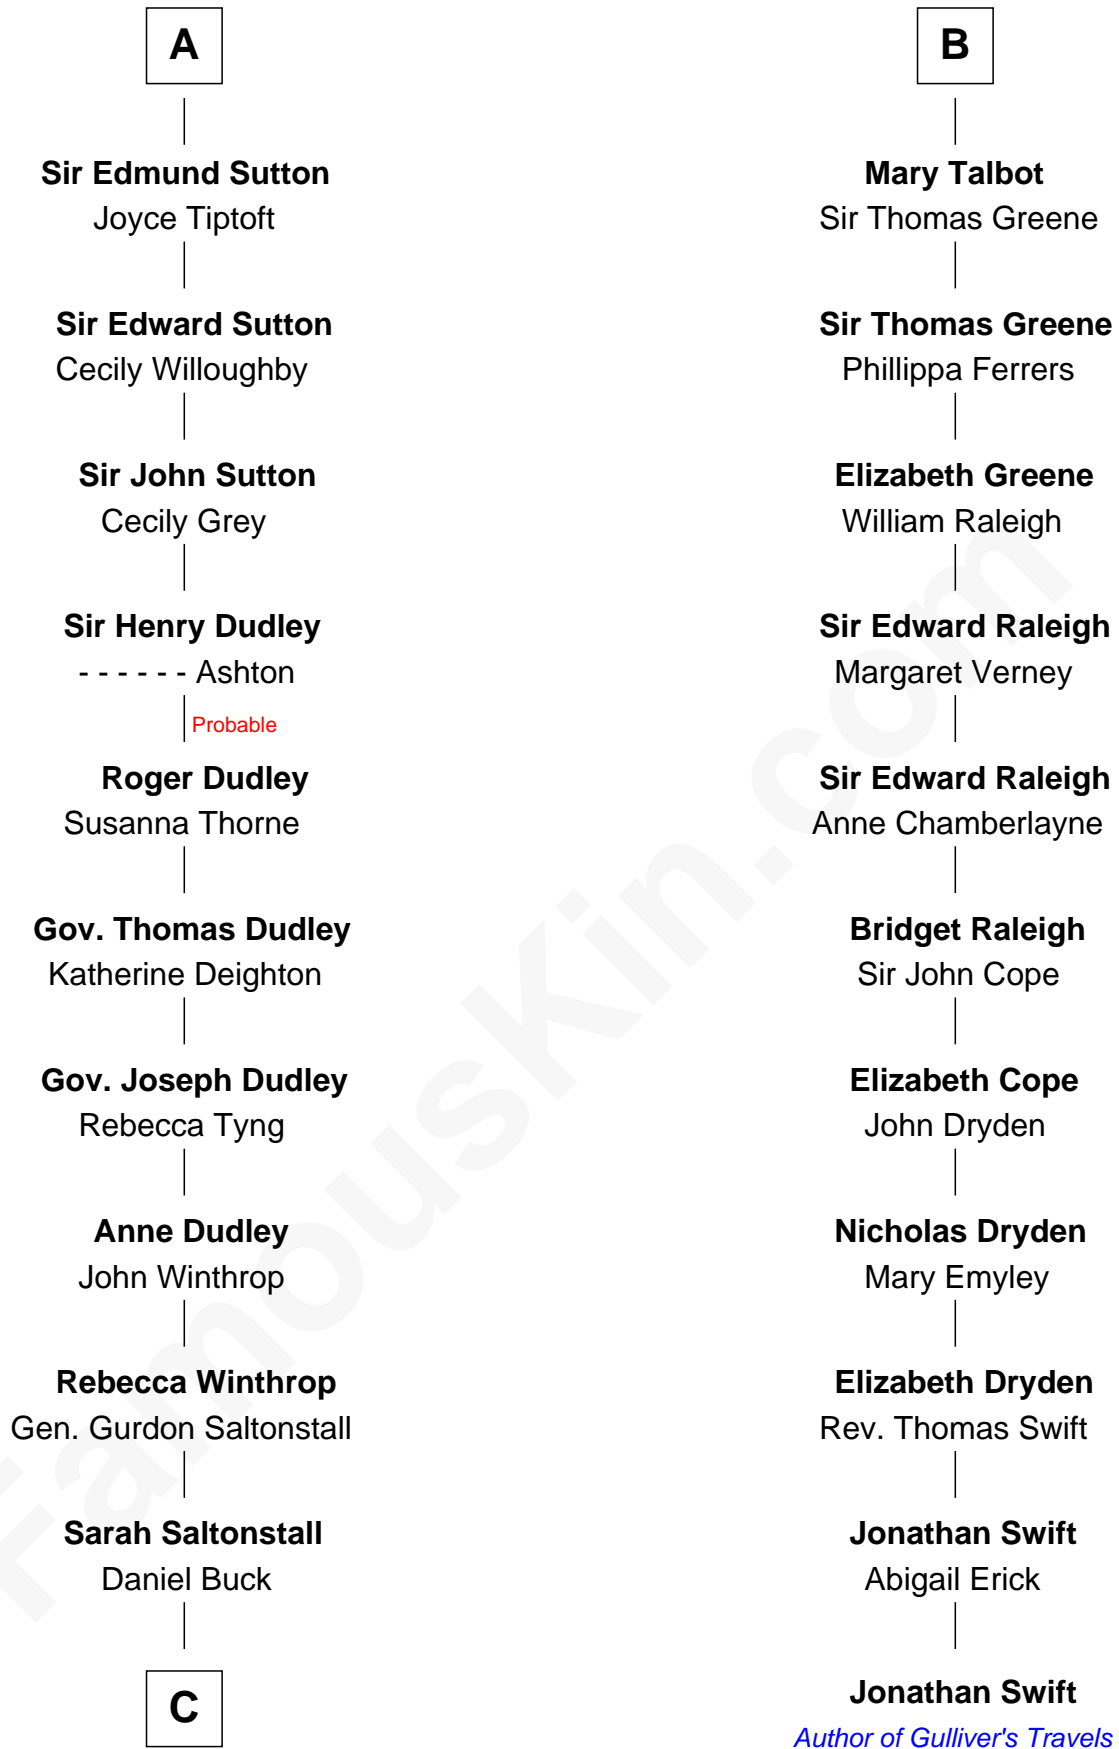 A
Sir Edmund Sutton
Joyce Tiptoft
Sir Edward Sutton
Cecily Willoughby
Sir John Sutton
Cecily Grey
Sir Henry Dudley
- - - - - - Ashton
Probable
Roger Dudley
Susanna Thorne
Gov. Thomas Dudley
Katherine Deighton
Gov. Joseph Dudley
Rebecca Tyng
Anne Dudley
John Winthrop
Rebecca Winthrop
Gen. Gurdon Saltonstall
Sarah Saltonstall
Daniel Buck
C
B
Mary Talbot
Sir Thomas Greene
Sir Thomas Greene
Phillippa Ferrers
Elizabeth Greene
William Raleigh
Sir Edward Raleigh
Margaret Verney
Sir Edward Raleigh
Anne Chamberlayne
Bridget Raleigh
Sir John Cope
Elizabeth Cope
John Dryden
Nicholas Dryden
Mary Emyley
Elizabeth Dryden
Rev. Thomas Swift
Jonathan Swift
Abigail Erick
Jonathan Swift
Author of Gulliver's Travels
FamousKin.com